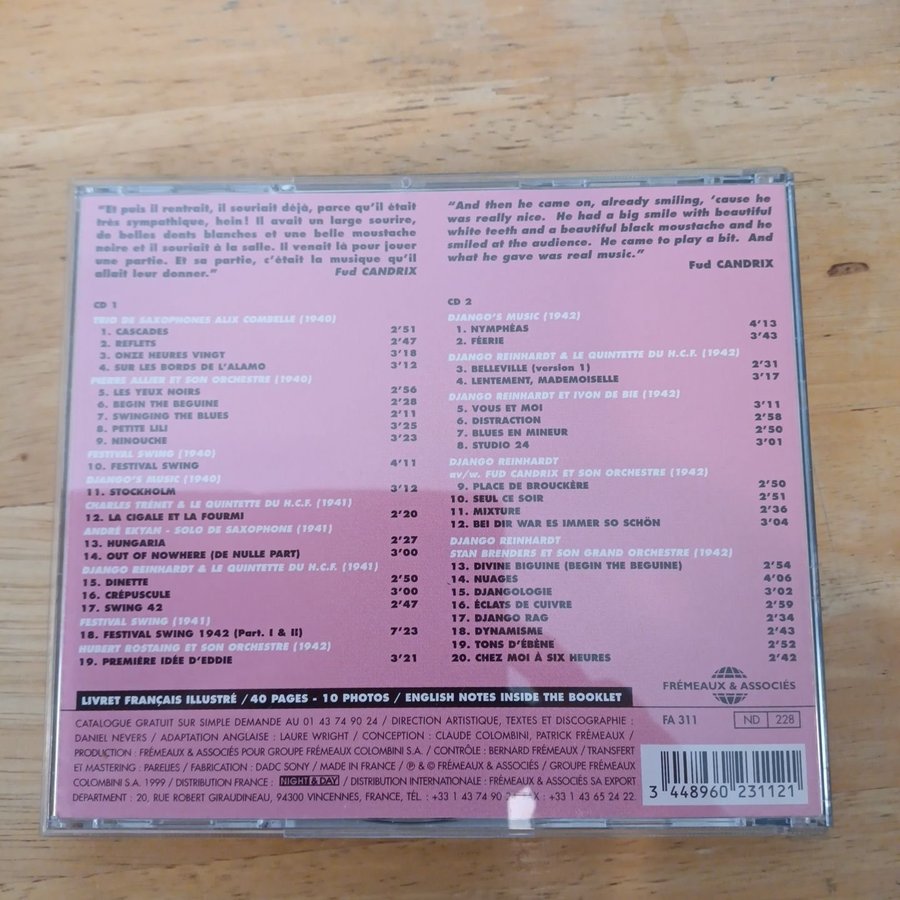 "Et puis il rentrait, il souriait déjà, parce qu'il était
très sympathique, hein! Il avait un large sourire,
de belles dents blanches et une belle moustache
noire et il souriait à la salle. Il venait là pour jouer
une partie. Et sa partie, c'était la musique qu'il
allait leur donner." Fud CANDRIX
"And then he came on, already smiling, 'cause he
was really nice. He had a big smile with beautiful
white teeth and a beautiful black moustache and he
smiled at the audience. He came to play a bit. And
what he gave was real music."
Fud CANDRIX
CD 1
TRIO DE SAXOPHONES ALIX COMBELLE (1940)
1. CASCADES 2'51
2. REFLETS 2'47
3. ONZE HEURES VINGT 3'18
4. SUR LES BORDS DE L'ALAMO 3'12
PIERRE ALLIER ET SON ORCHESTRE (1940)
5. LES YEUX NOIRS 2'56
6. BEGIN THE BEGUINE 2'28
7. SWINGING THE BLUES 2'11
8. PETITE LILI 3'25
9. NINOUCHE 3'23
FESTIVAL SWING (1940)
10. FESTIVAL SWING 4'11
DJANGO'S MUSIC (1940)
11. STOCKHOLM 3'12
CHARLES TRÉNET & LE QUINTETTE DU H.C.F. (1941)
12. LA CIGALE ET LA FOURMI 2'20
ANDRÉ EKYAN - SOLO DE SAXOPHONE (1941)
13. HUNGARIA 2'27
14. OUT OF NOWHERE (DE NULLE PART) 3'00
DJANGO REINHARDT & LE QUINTETTE DU H.C.F. (1941)
15. DINETTE 2'50
16. CRÉPUSCULE 3'00
17. SWING 42 2'47
FESTIVAL SWING (1941)
18. FESTIVAL SWING 1942 (Part. I & II) 7'23
HUBERT ROSTAING ET SON ORCHESTRE (1942)
19. PREMIÈRE IDÉE D'EDDIE 3'21
CD 2
DJANGO'S MUSIC (1942)
1. NYMPHÉAS 4'13
2. FÉERIE 3'43
DJANGO REINHARDT & LE QUINTETTE DU H.C.F. (1942)
3. BELLEVILLE (version 1) 2'31
4. LENTEMENT, MADEMOISELLE 3'17
DJANGO REINHARDT ET IVON DE BIE (1942)
5. VOUS ET MOI 3'11
6. DISTRACTION 2'58
7. BLUES EN MINEUR 2'50
8. STUDIO 24 3'01
DJANGO REINHARDT
av/w. FUD CANDRIX ET SON ORCHESTRE (1942)
9. PLACE DE BROUCKÈRE 2'50
10. SEUL CE SOIR 2'51
11. MIXTURE 2'36
12. BEI DIR WAR ES IMMER SO SCHÖN 3'04
DJANGO REINHARDT
STAN BRENDERS ET SON GRAND ORCHESTRE (1942)
13. DIVINE BIGUINE (BEGIN THE BEGUINE) 2'54
14. NUAGES 4'06
15. DJANGOLOGIE 3'02
16. ÉCLATS DE CUIVRE 2'59
17. DJANGO RAG 2'34
18. DYNAMISME 2'43
19. TONS D'ÉBÈNE 2'52
20. CHEZ MOI À SIX HEURES 2'42
FRÉMEAUX & ASSOCIÉS
LIVRET FRANÇAIS ILLUSTRÉ / 40 PAGES - 10 PHOTOS / ENGLISH NOTES INSIDE THE BOOKLET
FA 311 ND 228
CATALOGUE GRATUIT SUR SIMPLE DEMANDE AU 01 43 74 90 24 / DIRECTION ARTISTIQUE, TEXTES ET DISCOGRAPHIE :
DANIEL NEVERS / ADAPTATION ANGLAISE : LAURE WRIGHT / CONCEPTION : CLAUDE COLOMBINI, PATRICK FRÉMEAUX /
PRODUCTION : FRÉMEAUX & ASSOCIÉS POUR GROUPE FRÉMEAUX COLOMBINI S.A. / CONTRÔLE : BERNARD FRÉMEAUX / TRANSFERT
ET MASTERING : PARELIES / FABRICATION : DADC SONY / MADE IN FRANCE / ℗ & © FRÉMEAUX & ASSOCIÉS / GROUPE FRÉMEAUX
COLOMBINI S.A. 1999 / DISTRIBUTION FRANCE : NIGHT & DAY / DISTRIBUTION INTERNATIONALE : FRÉMEAUX & ASSOCIÉS SA EXPORT
DEPARTMENT : 20, RUE ROBERT GIRAUDINEAU, 94300 VINCENNES, FRANCE, TÉL. : +33 1 43 74 90 : +33 1 43 65 24 22.
3 448960 231121